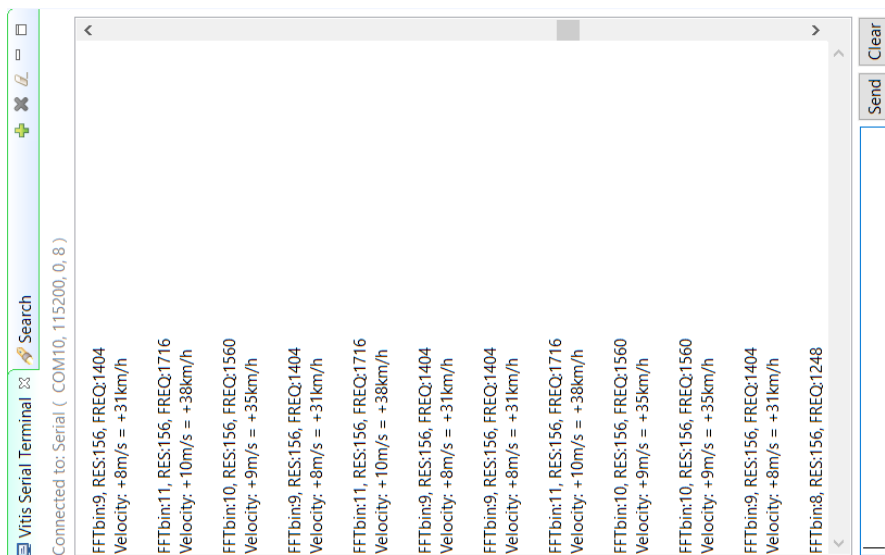 Vitis Serial Terminal Search
Connected to: Serial ( COM10, 115200, 0, 8 )
FFTbin:9, RES:156, FREQ:1404
Velocity: +8m/s = +31km/h
FFTbin:11, RES:156, FREQ:1716
Velocity: +10m/s = +38km/h
FFTbin:10, RES:156, FREQ:1560
Velocity: +9m/s = +35km/h
FFTbin:9, RES:156, FREQ:1404
Velocity: +8m/s = +31km/h
FFTbin:11, RES:156, FREQ:1716
Velocity: +10m/s = +38km/h
FFTbin:9, RES:156, FREQ:1404
Velocity: +8m/s = +31km/h
FFTbin:9, RES:156, FREQ:1404
Velocity: +8m/s = +31km/h
FFTbin:11, RES:156, FREQ:1716
Velocity: +10m/s = +38km/h
FFTbin:10, RES:156, FREQ:1560
Velocity: +9m/s = +35km/h
FFTbin:10, RES:156, FREQ:1560
Velocity: +9m/s = +35km/h
FFTbin:9, RES:156, FREQ:1404
Velocity: +8m/s = +31km/h
FFTbin:8, RES:156, FREQ:1248
Send Clear